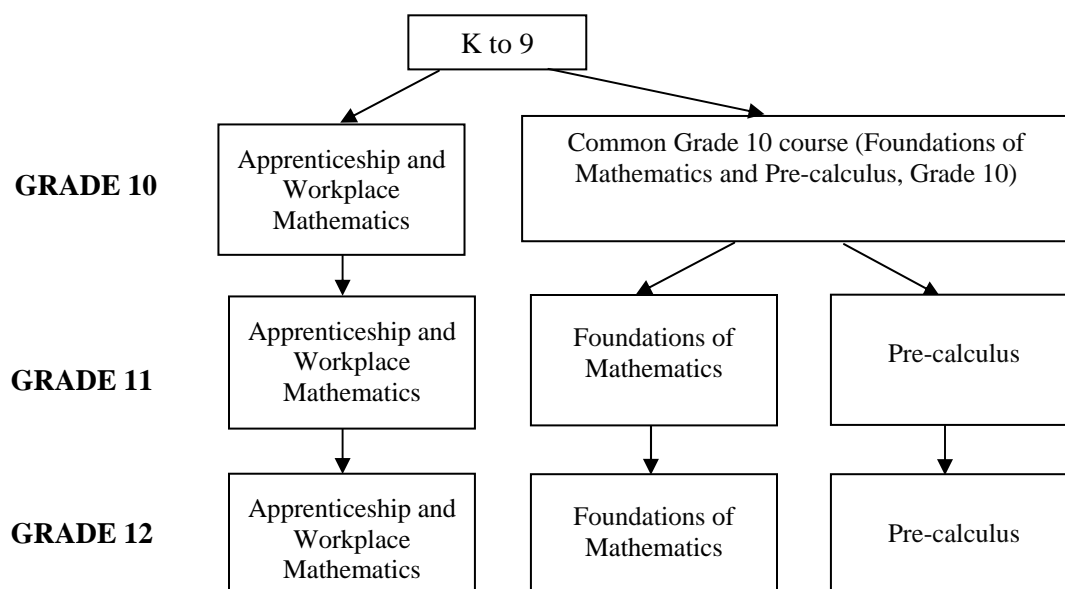 K to 9
GRADE 10
Apprenticeship and
Workplace
Mathematics
Common Grade 10 course (Foundations of
Mathematics and Pre-calculus, Grade 10)
GRADE 11
Apprenticeship and
Workplace
Mathematics
Foundations of
Mathematics
Pre-calculus
GRADE 12
Apprenticeship and
Workplace
Mathematics
Foundations of
Mathematics
Pre-calculus